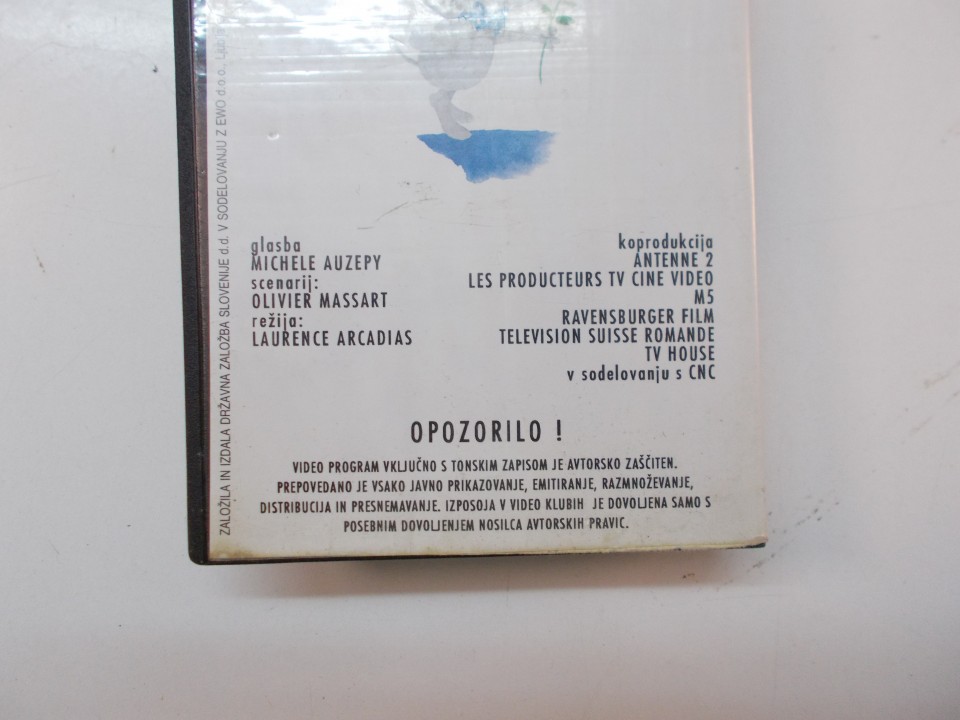 glasba
MICHELE AUZEPY
scenarij:
OLIVIER MASSART
režija:
LAURENCE ARCADIAS
koprodukcija
ANTENNE 2
LES PRODUCTEURS TV CINE VIDEO
M5
RAVENSBURGER FILM
TELEVISION SUISSE ROMANDE
TV HOUSE
v sodelovanju s CNC
OPOZORILO !
VIDEO PROGRAM VKLJUČNO S TONSKIM ZAPISOM JE AVTORSKO ZAŠČITEN.
PREPOVEDANO JE VSAKO JAVNO PRIKAZOVANJE, EMITIRANJE, RAZMNOŽEVANJE,
DISTRIBUCIJA IN PRESNEMAVANJE. IZPOSOJA V VIDEO KLUBIH JE DOVOLJENA SAMO S
POSEBNIM DOVOLJENJEM NOSILCA AVTORSKIH PRAVIC.
ZALOŽILA IN IZDALA DRŽAVNA ZALOŽBA SLOVENIJE d.d. V SODELOVANJU Z EWO d.o.o.,